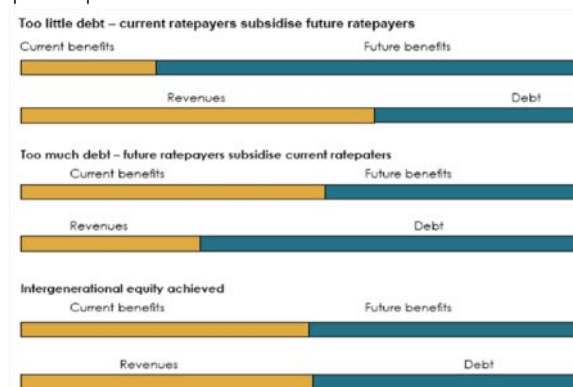 Too little debt – current ratepayers subsidise future ratepayers
Current benefits Future benefits
Revenues Debt
Too much debt – future ratepayers subsidise current ratepaters
Current benefits Future benefits
Revenues Debt
Intergenerational equity achieved
Current benefits Future benefits
Revenues Debt